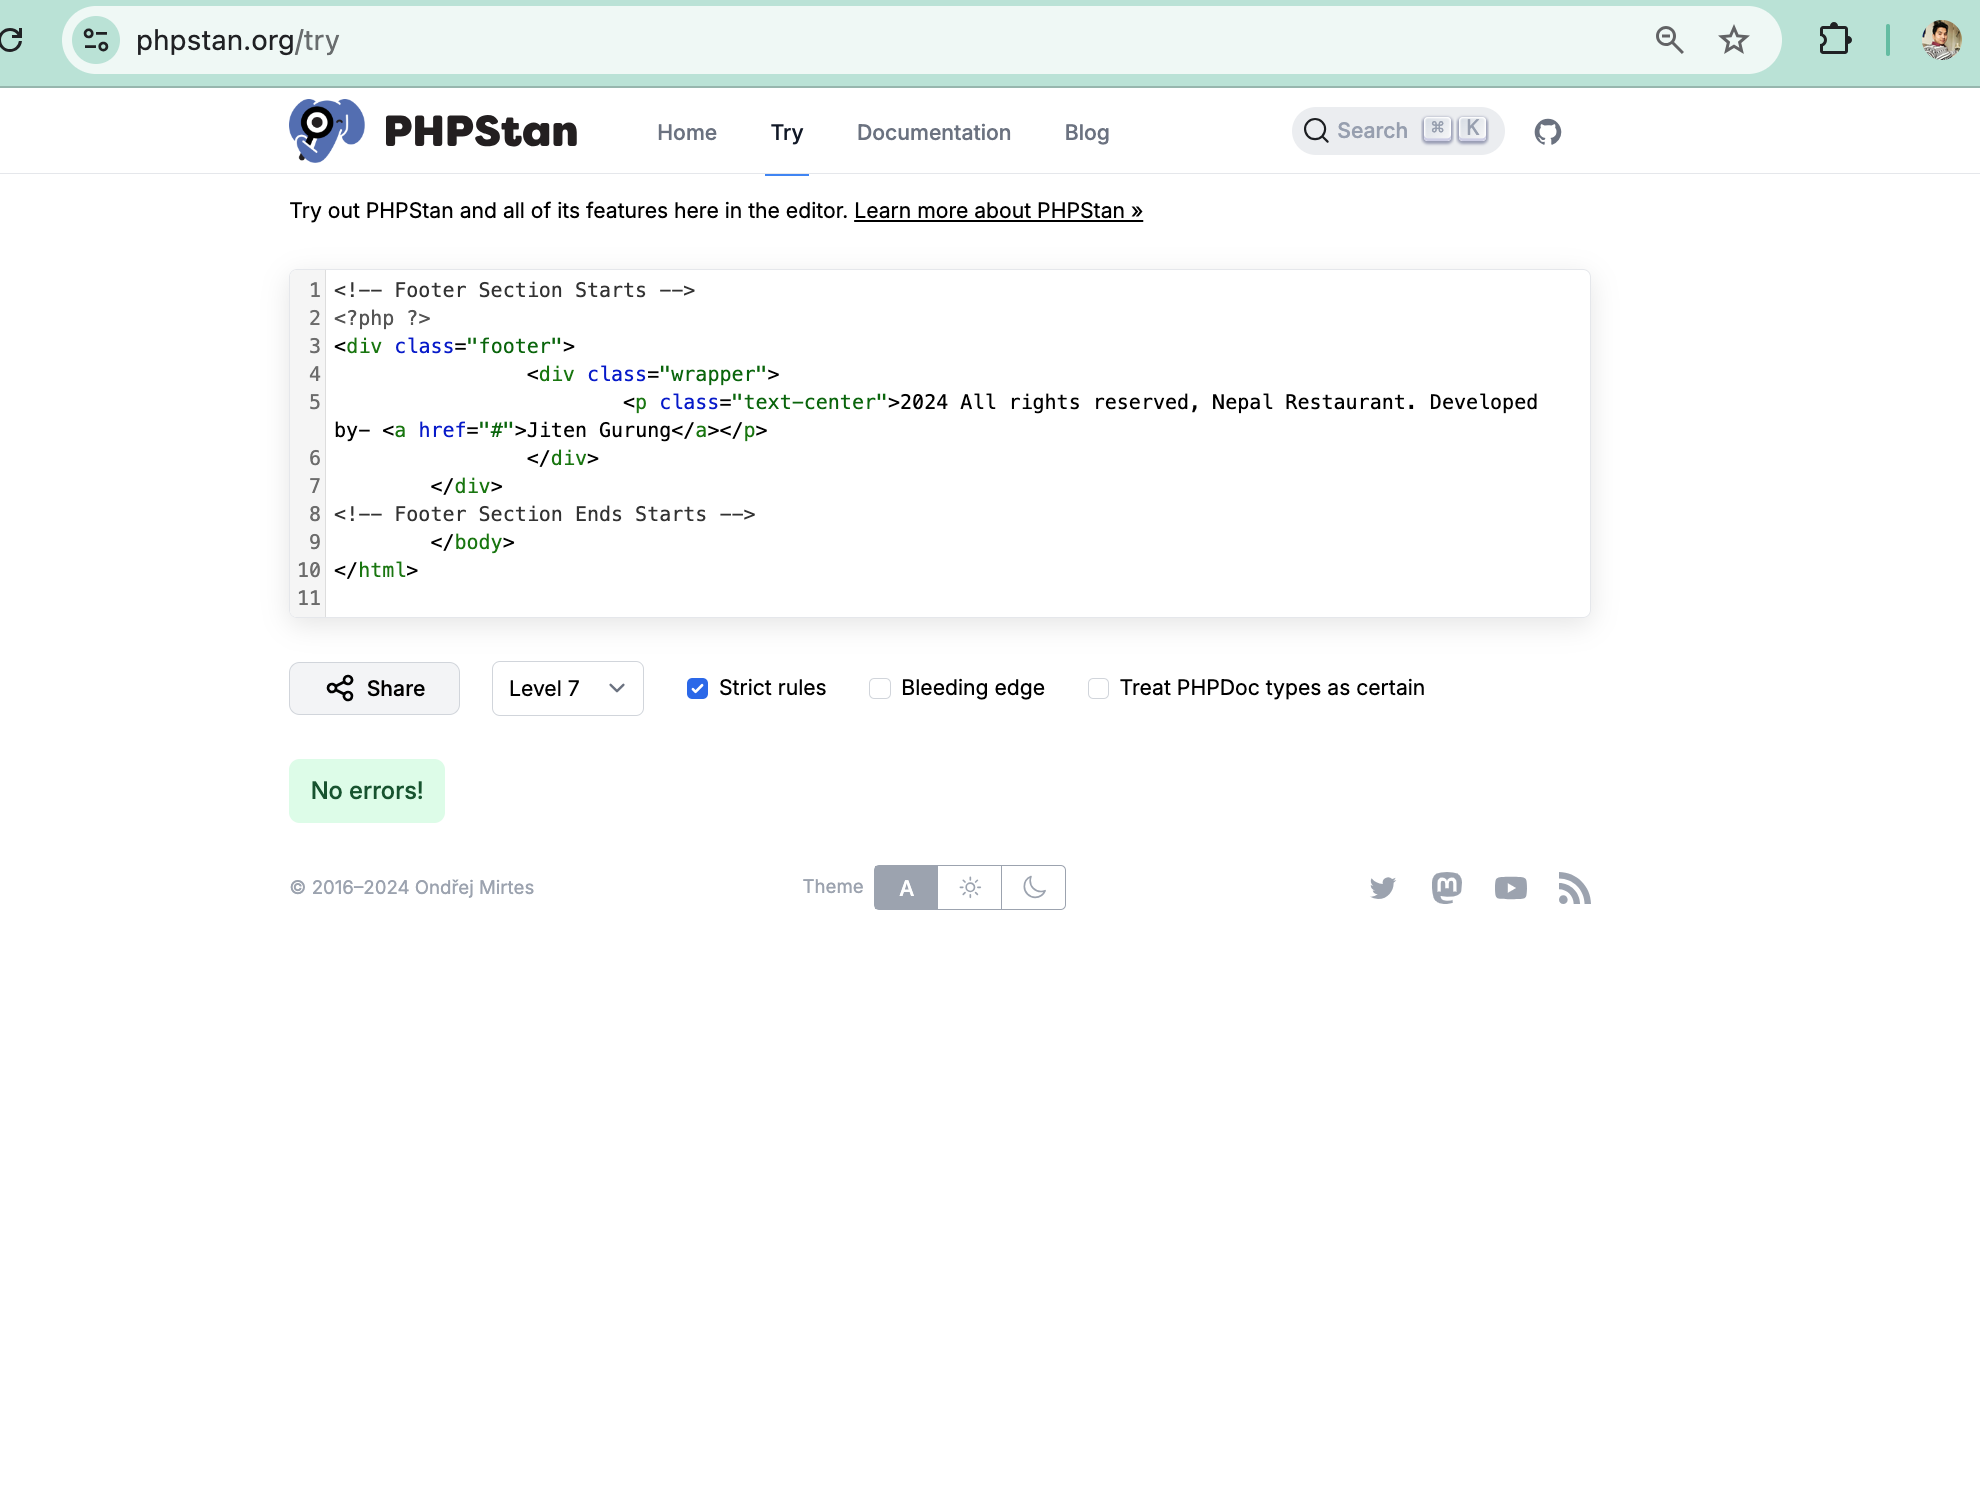 phpstan.org/try
PHPStan
Home Try Documentation Blog
Search ⌘ K
Try out PHPStan and all of its features here in the editor. Learn more about PHPStan »
1 <!-- Footer Section Starts -->
2 <?php ?>
3 <div class="footer">
4 <div class="wrapper">
5 <p class="text-center">2024 All rights reserved, Nepal Restaurant. Developed
by- <a href="#">Jiten Gurung</a></p>
6 </div>
7 </div>
8 <!-- Footer Section Ends Starts -->
9 </body>
10 </html>
11
Share Level 7 Strict rules Bleeding edge Treat PHPDoc types as certain
No errors!
© 2016–2024 Ondřej Mirtes Theme A